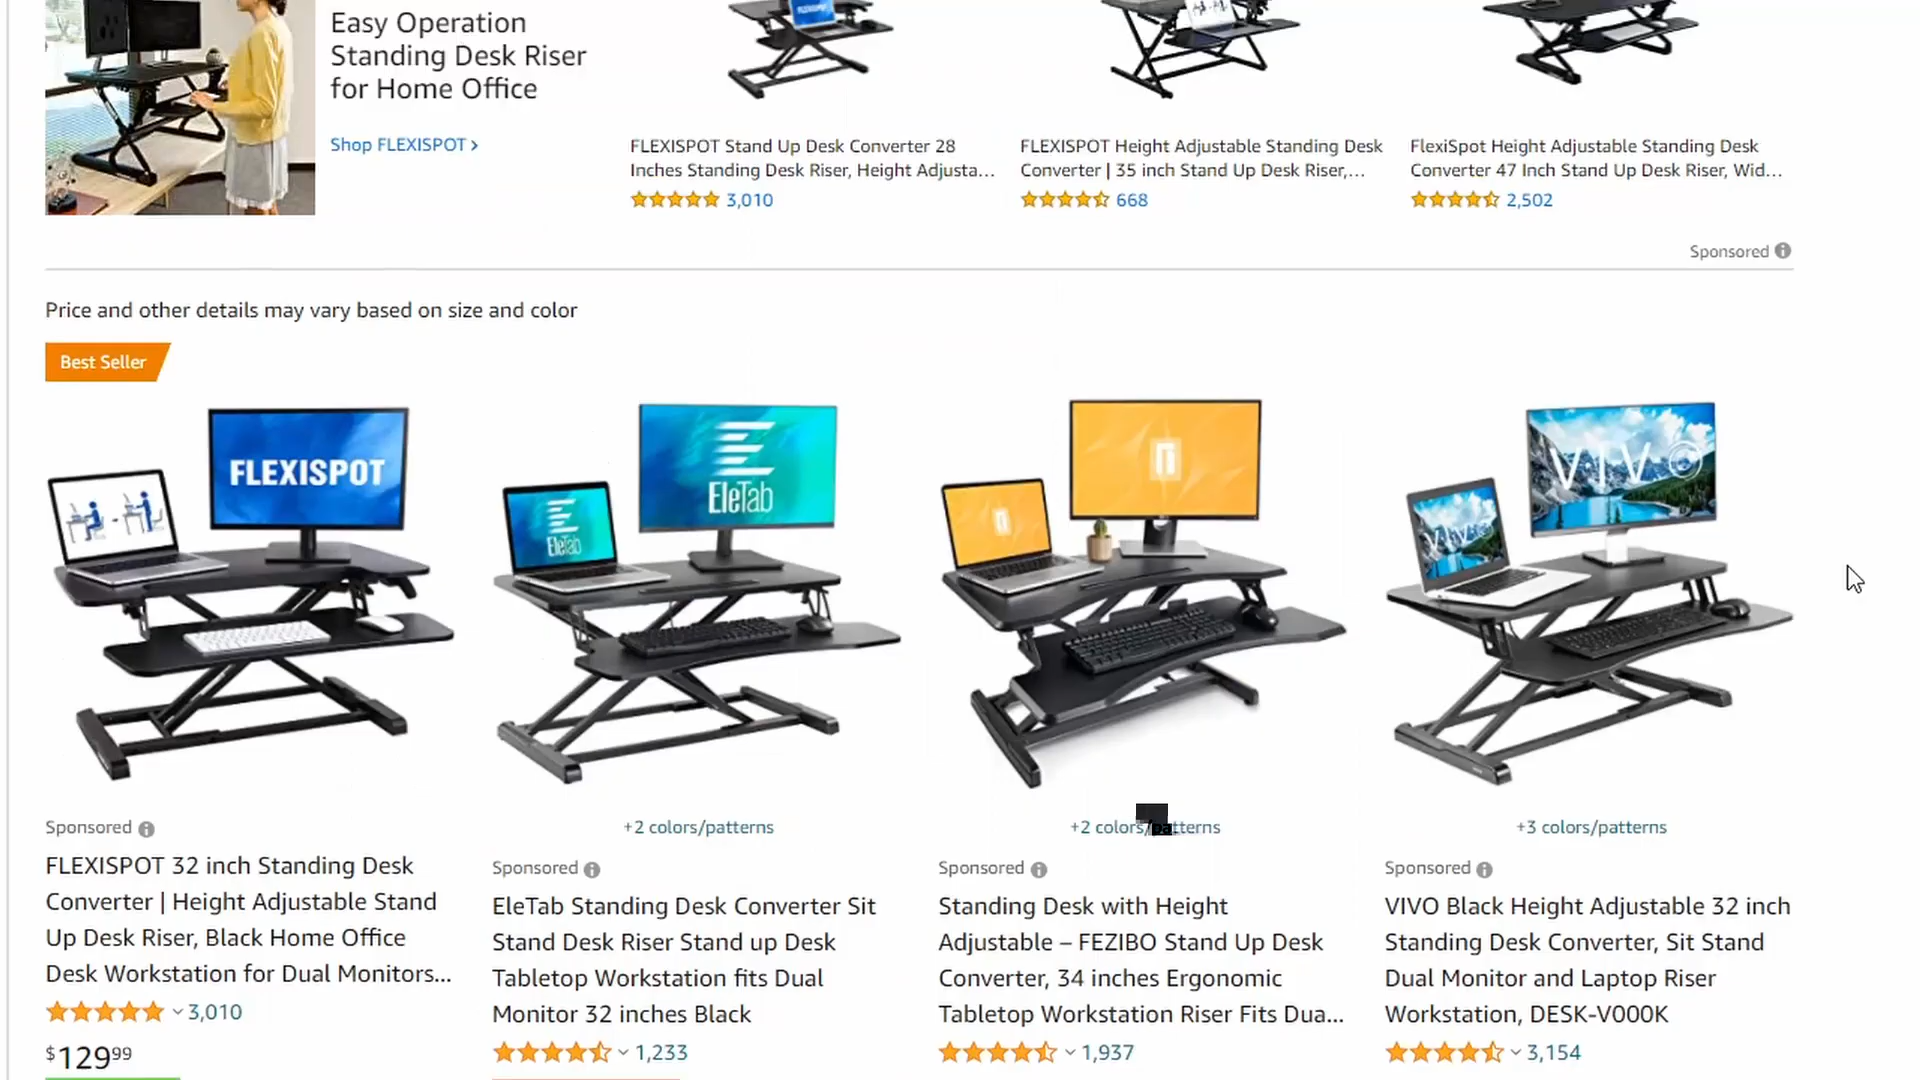 Easy Operation
Standing Desk Riser
for Home Office
Shop FLEXISPOT ›
FLEXISPOT Stand Up Desk Converter 28
Inches Standing Desk Riser, Height Adjusta...
3,010
FLEXISPOT Height Adjustable Standing Desk
Converter | 35 inch Stand Up Desk Riser,...
668
FlexiSpot Height Adjustable Standing Desk
Converter 47 Inch Stand Up Desk Riser, Wid...
2,502
Sponsored
Price and other details may vary based on size and color
Best Seller
FLEXISPOT
EleTab
EleTab
VIVO
VIVO
Sponsored
FLEXISPOT 32 inch Standing Desk
Converter | Height Adjustable Stand
Up Desk Riser, Black Home Office
Desk Workstation for Dual Monitors...
3,010
$129⁹⁹
+2 colors/patterns
Sponsored
EleTab Standing Desk Converter Sit
Stand Desk Riser Stand up Desk
Tabletop Workstation fits Dual
Monitor 32 inches Black
1,233
+2 colors/patterns
Sponsored
Standing Desk with Height
Adjustable – FEZIBO Stand Up Desk
Converter, 34 inches Ergonomic
Tabletop Workstation Riser Fits Dua...
1,937
+3 colors/patterns
Sponsored
VIVO Black Height Adjustable 32 inch
Standing Desk Converter, Sit Stand
Dual Monitor and Laptop Riser
Workstation, DESK-V000K
3,154